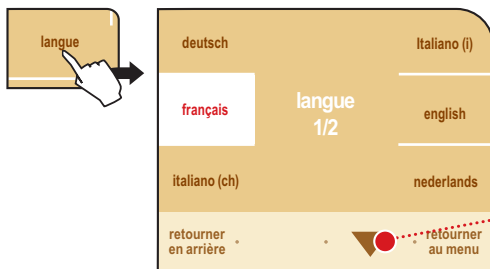 langue
deutsch
Italiano (i)
français
langue
1/2
english
italiano (ch)
nederlands
retourner
en arrière
retourner
au menu